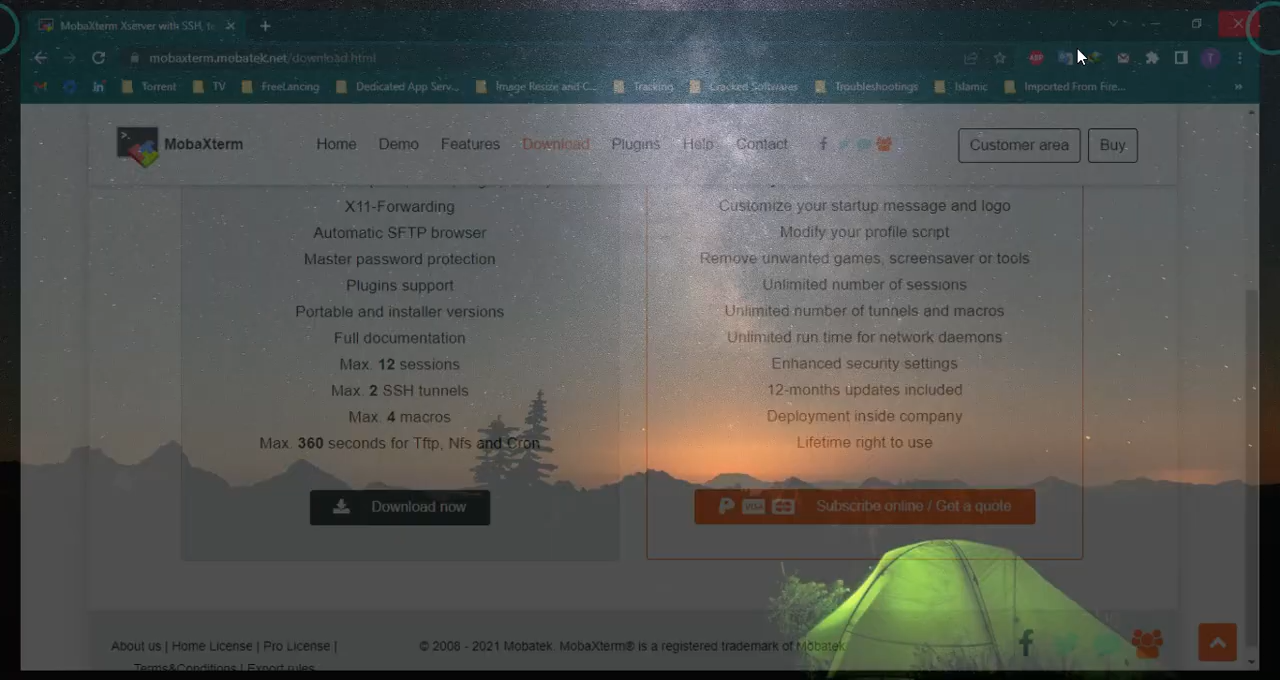 MobaXterm Xserver with SSH, t
mobaxterm.mobatek.net/download.html
ABP
T
Torrent
TV
FreeLancing
Dedicated App Serv...
Image Resize and C...
Tracking
Cracked Softwares
Troubleshootings
Islamic
Imported From Fire...
»
MobaXterm
Home
Demo
Features
Download
Plugins
Help
Contact
Customer area
Buy
X11-Forwarding
Automatic SFTP browser
Master password protection
Plugins support
Portable and installer versions
Full documentation
Max. 12 sessions
Max. 2 SSH tunnels
Max. 4 macros
Max. 360 seconds for Tftp, Nfs and Cron
Download now
Customize your startup message and logo
Modify your profile script
Remove unwanted games, screensaver or tools
Unlimited number of sessions
Unlimited number of tunnels and macros
Unlimited run time for network daemons
Enhanced security settings
12-months updates included
Deployment inside company
Lifetime right to use
VISA
Subscribe online / Get a quote
About us | Home License | Pro License |
Terms&Conditions | Export rules
© 2008 - 2021 Mobatek. MobaXterm® is a registered trademark of Mobatek